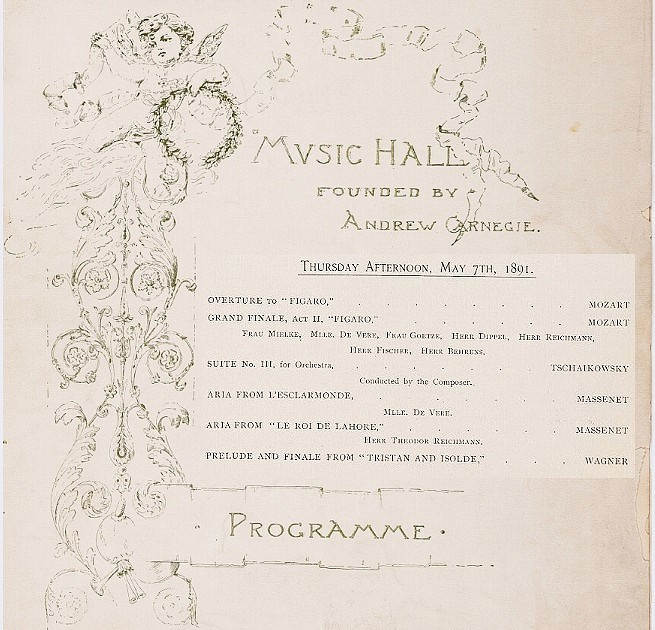 "MVSIC HALL
FOUNDED BY
ANDREW CARNEGIE.
THURSDAY AFTERNOON, MAY 7TH, 1891.
OVERTURE TO "FIGARO," . . . . . . . MOZART
GRAND FINALE, ACT II, "FIGARO," . . . . . MOZART
FRAU MIELKE, MLLE. DE VERE, FRAU GOETZE, HERR DIPPEL, HERR REICHMANN,
HERR FISCHER, HERR BEHRENS.
SUITE No. III, for Orchestra, . . . . . TSCHAIKOWSKY
Conducted by the Composer.
ARIA FROM L'ESCLARMONDE, . . . . . . MASSENET
MLLE. DE VERE.
ARIA FROM "LE ROI DE LAHORE," . . . . . MASSENET
HERR THEODOR REICHMANN.
PRELUDE AND FINALE FROM "TRISTAN AND ISOLDE," . . . WAGNER
PROGRAMME.